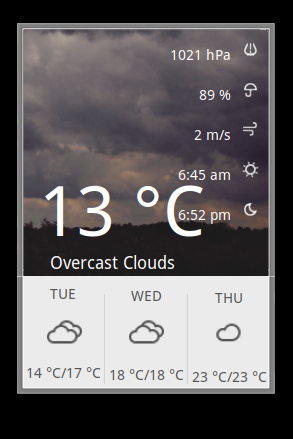 1021 hPa
89 %
2 m/s
6:45 am
13 °C
6:52 pm
Overcast Clouds
TUE WED THU
14 °C/17 °C 18 °C/18 °C 23 °C/23 °C